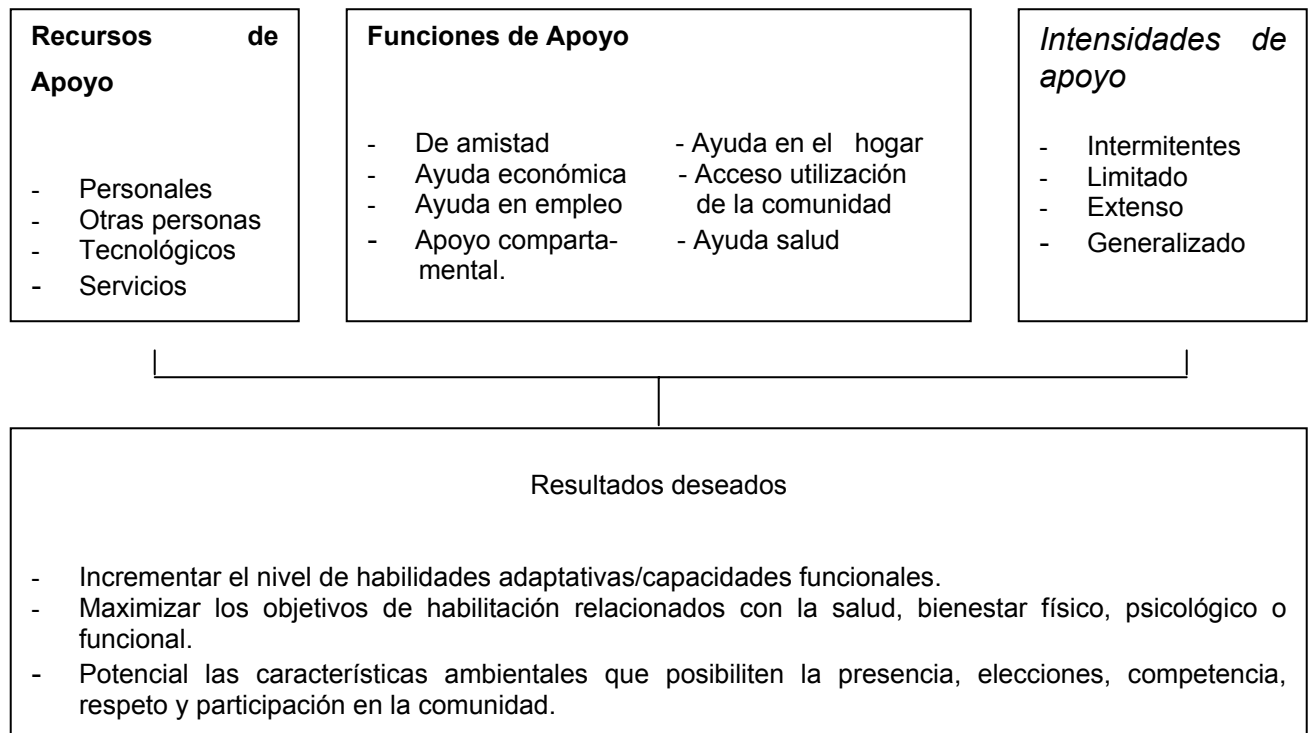 Recursos de
Apoyo
- Personales
- Otras personas
- Tecnológicos
- Servicios
Funciones de Apoyo
- De amistad - Ayuda en el hogar
- Ayuda económica - Acceso utilización
- Ayuda en empleo de la comunidad
- Apoyo comparta- - Ayuda salud
mental.
Intensidades de
apoyo
- Intermitentes
- Limitado
- Extenso
- Generalizado
Resultados deseados
- Incrementar el nivel de habilidades adaptativas/capacidades funcionales.
- Maximizar los objetivos de habilitación relacionados con la salud, bienestar físico, psicológico o
funcional.
- Potencial las características ambientales que posibiliten la presencia, elecciones, competencia,
respeto y participación en la comunidad.